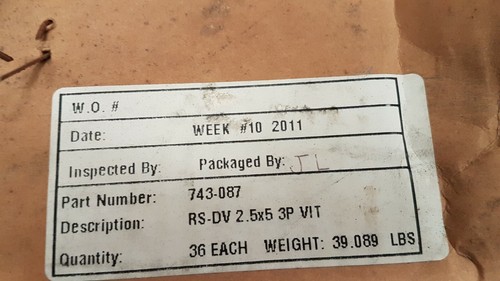 W.O. #
Date: WEEK #10 2011
Inspected By: Packaged By: JL
Part Number: 743-087
Description: RS-DV 2.5x5 3P VIT
Quantity: 36 EACH WEIGHT: 39.089 LBS